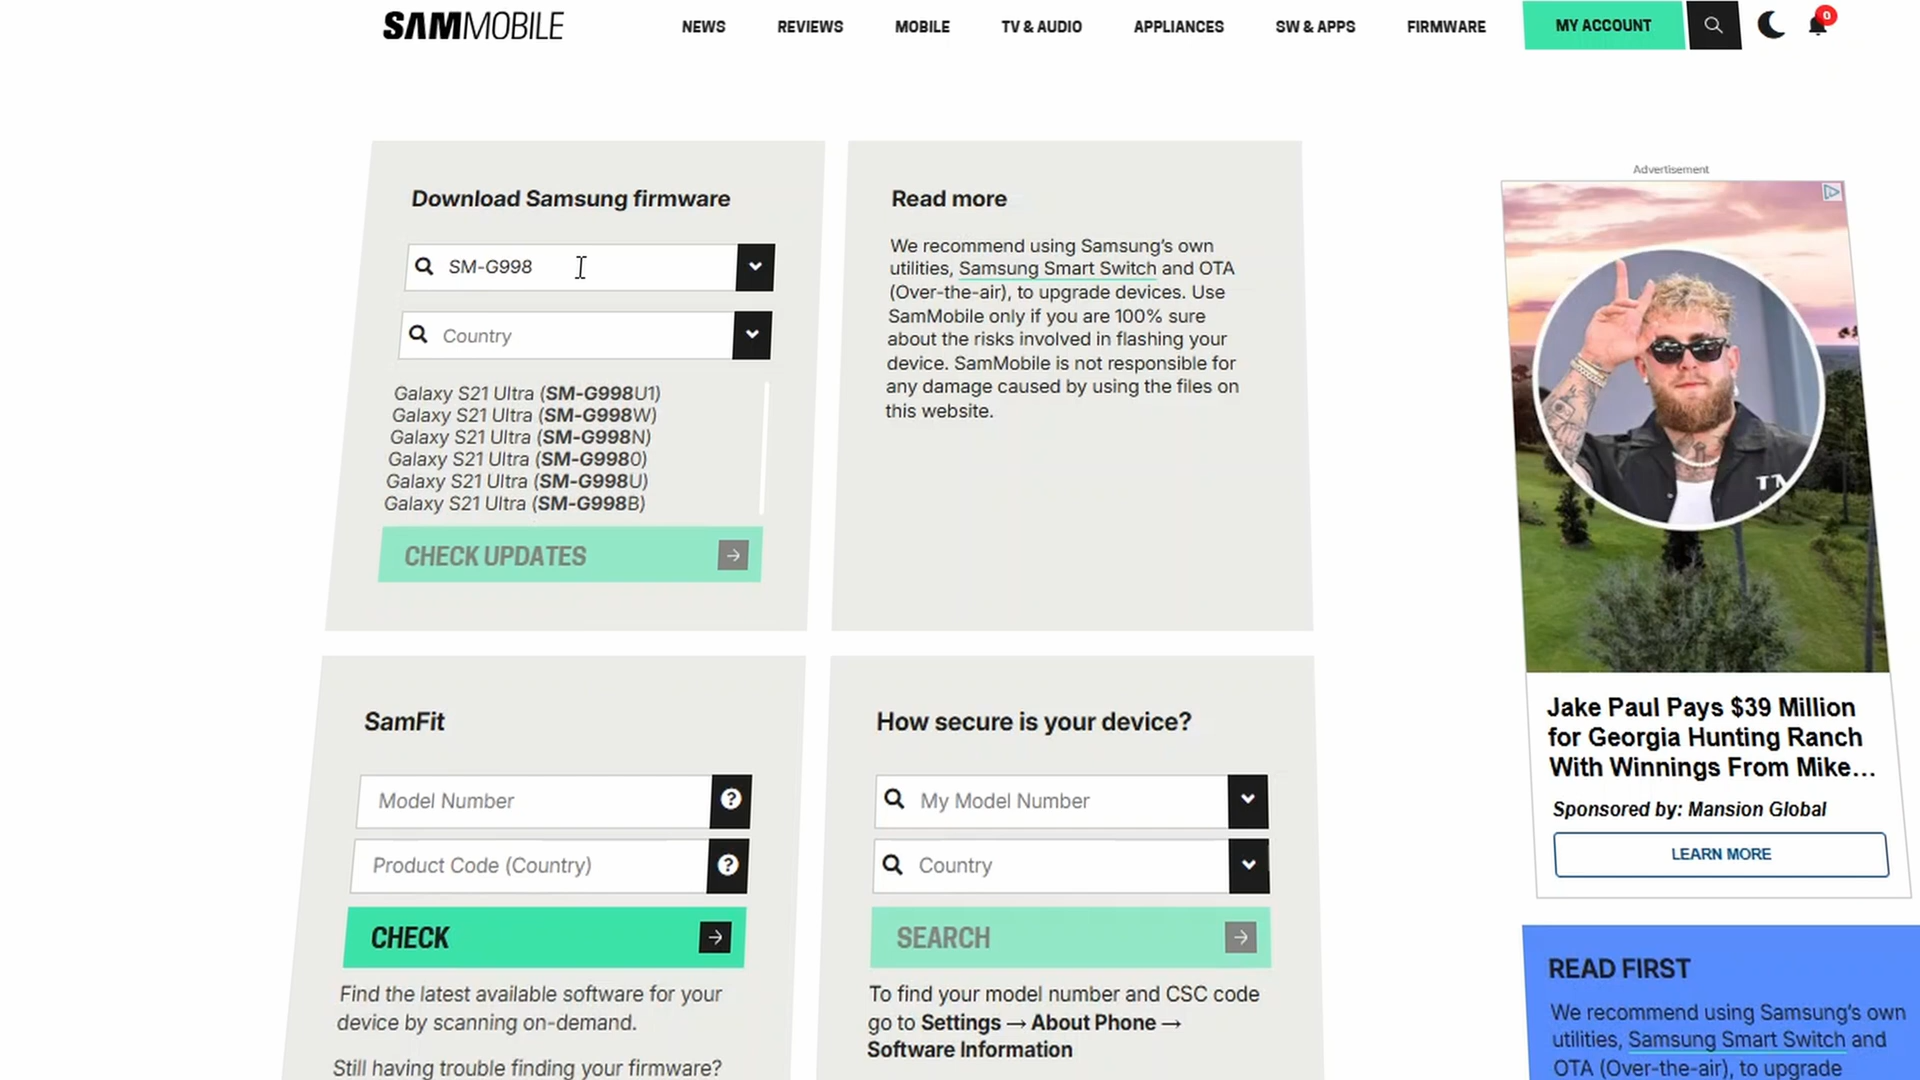 SAMMOBILE
NEWS
REVIEWS
MOBILE
TV & AUDIO
APPLIANCES
SW & APPS
FIRMWARE
MY ACCOUNT
0
Download Samsung firmware
SM-G998
Country
Galaxy S21 Ultra (SM-G998U1)
Galaxy S21 Ultra (SM-G998W)
Galaxy S21 Ultra (SM-G998N)
Galaxy S21 Ultra (SM-G9980)
Galaxy S21 Ultra (SM-G998U)
Galaxy S21 Ultra (SM-G998B)
CHECK UPDATES
Read more
We recommend using Samsung's own
utilities, Samsung Smart Switch and OTA
(Over-the-air), to upgrade devices. Use
SamMobile only if you are 100% sure
about the risks involved in flashing your
device. SamMobile is not responsible for
any damage caused by using the files on
this website.
SamFit
Model Number
?
Product Code (Country)
?
CHECK
Find the latest available software for your
device by scanning on-demand.
Still having trouble finding your firmware?
How secure is your device?
My Model Number
Country
SEARCH
To find your model number and CSC code
go to Settings → About Phone →
Software Information
Advertisement
Jake Paul Pays $39 Million
for Georgia Hunting Ranch
With Winnings From Mike...
Sponsored by: Mansion Global
LEARN MORE
READ FIRST
We recommend using Samsung's own
utilities, Samsung Smart Switch and
OTA (Over-the-air), to upgrade